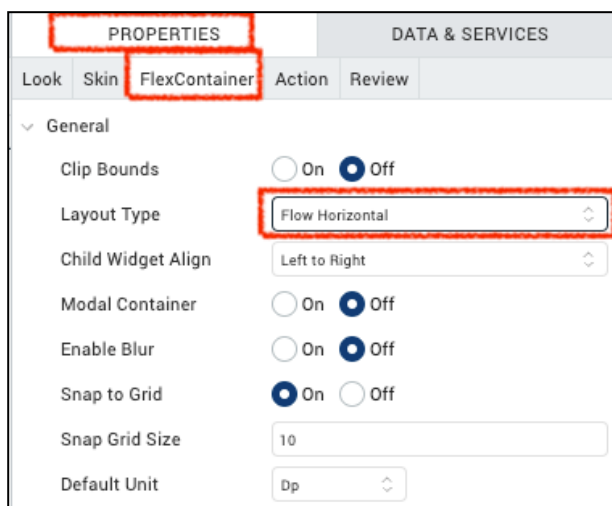 PROPERTIES DATA & SERVICES
Look Skin FlexContainer Action Review
General
Clip Bounds On Off
Layout Type Flow Horizontal
Child Widget Align Left to Right
Modal Container On Off
Enable Blur On Off
Snap to Grid On Off
Snap Grid Size 10
Default Unit Dp